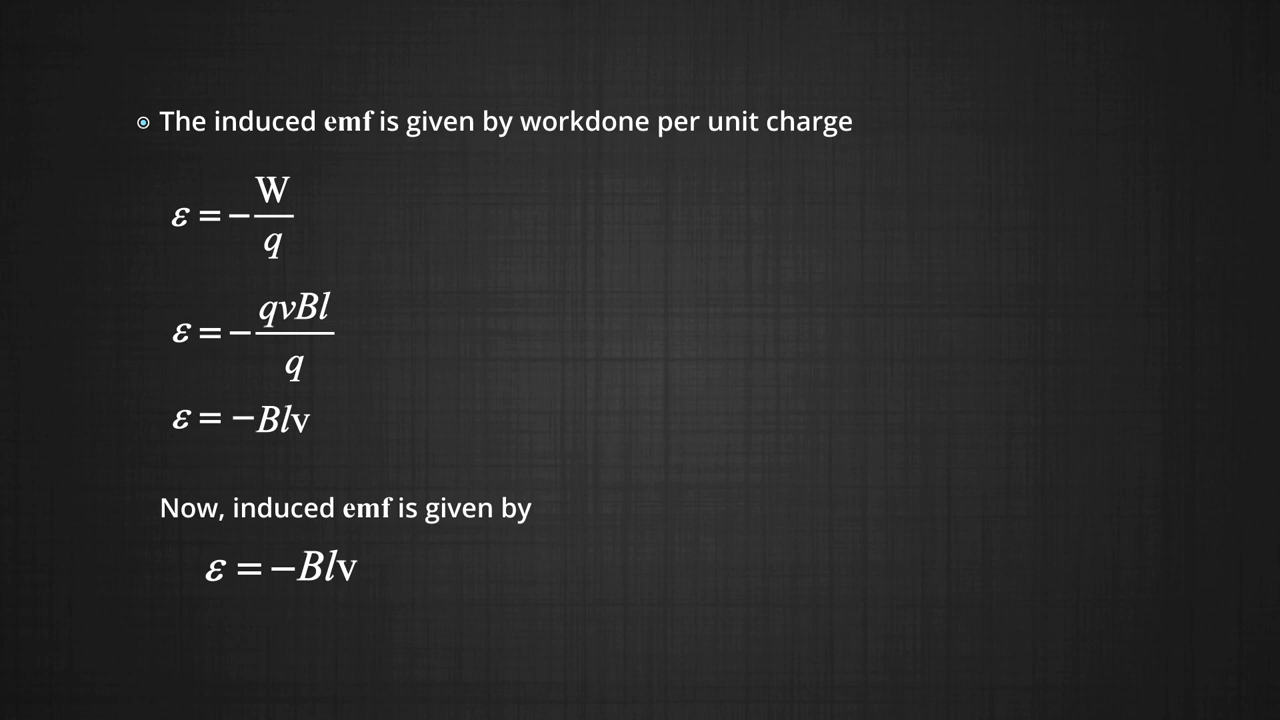 The induced emf is given by workdone per unit charge
ε = −W/q
ε = −qvBl/q
ε = −Blv
Now, induced emf is given by
ε = −Blv